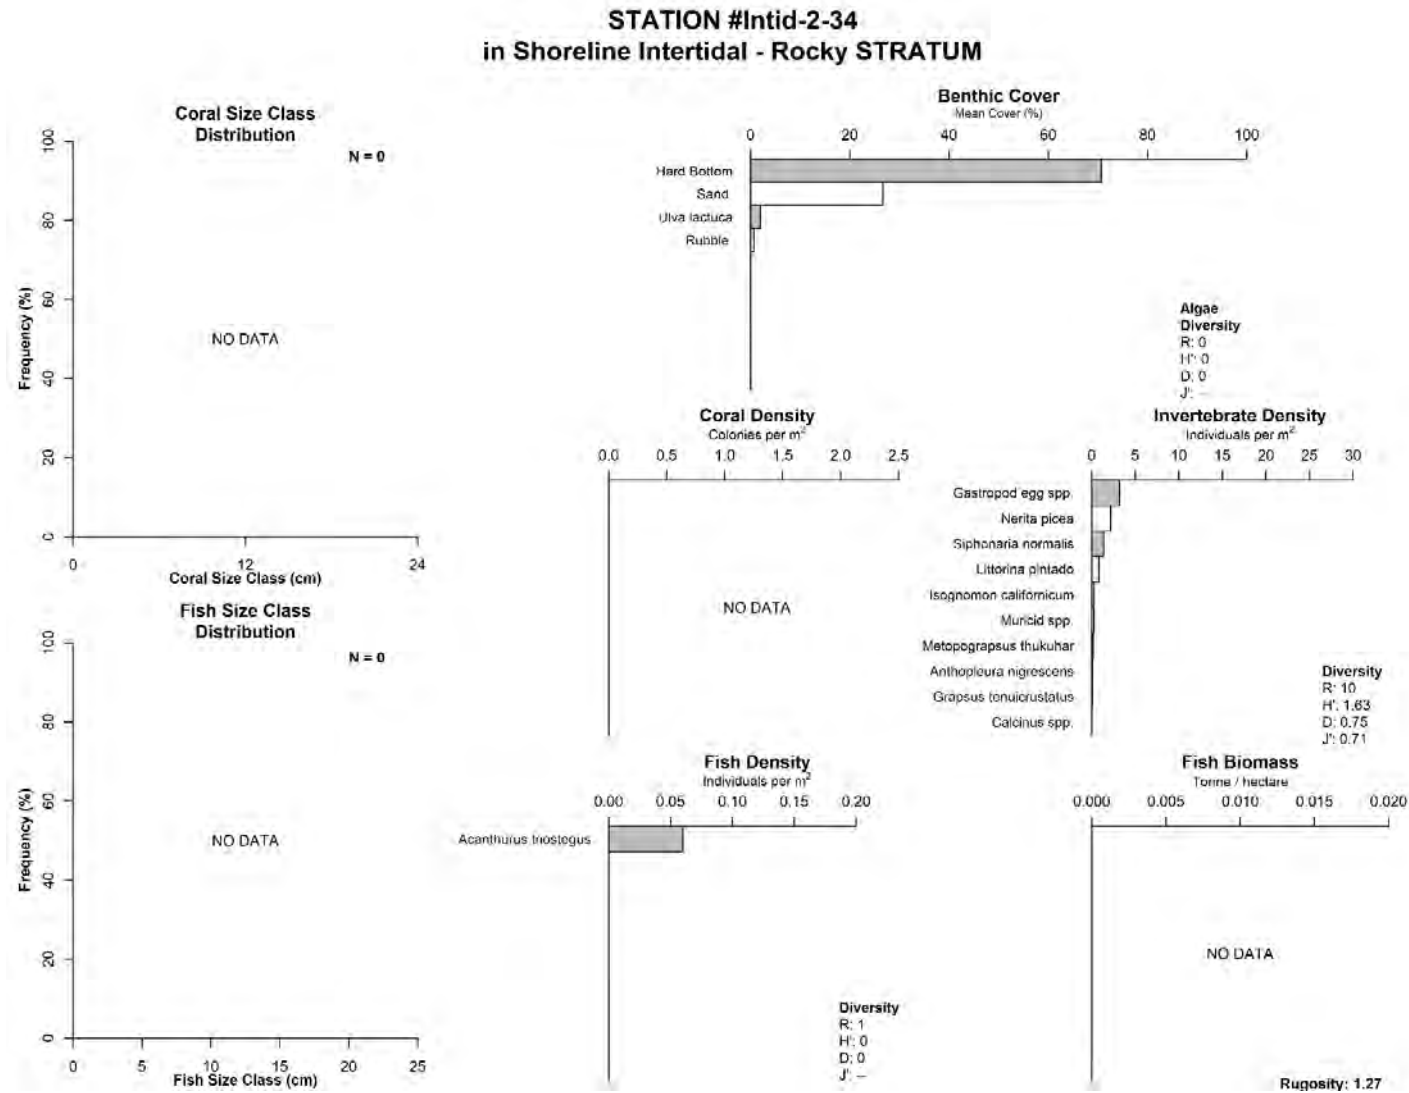 STATION #Intid-2-34
in Shoreline Intertidal - Rocky STRATUM
Coral Size Class
Distribution
N = 0
100
80
60
40
20
0
Frequency (%)
NO DATA
0 12 24
Coral Size Class (cm)
Benthic Cover
Mean Cover (%)
0 20 40 60 80 100
Hard Bottom
Sand
Ulva lactuca
Rubble
Algae
Diversity
R: 0
H': 0
D: 0
J': --
Coral Density
Colonies per m²
0.0 0.5 1.0 1.5 2.0 2.5
NO DATA
Invertebrate Density
Individuals per m²
0 5 10 15 20 25 30
Gastropod egg spp.
Nerita picea
Siphonaria normalis
Littorina pintado
Isognomon californicum
Muricid spp.
Metopograpsus thukuhar
Anthopleura nigrescens
Grapsus tenuicrustatus
Calcinus spp.
Diversity
R: 10
H': 1.63
D: 0.75
J': 0.71
Fish Size Class
Distribution
N = 0
100
80
60
40
20
0
Frequency (%)
NO DATA
0 5 10 15 20 25
Fish Size Class (cm)
Fish Density
Individuals per m²
0.00 0.05 0.10 0.15 0.20
Acanthurus triostegus
Diversity
R: 1
H': 0
D: 0
J': --
Fish Biomass
Tonne / hectare
0.000 0.005 0.010 0.015 0.020
NO DATA
Rugosity: 1.27